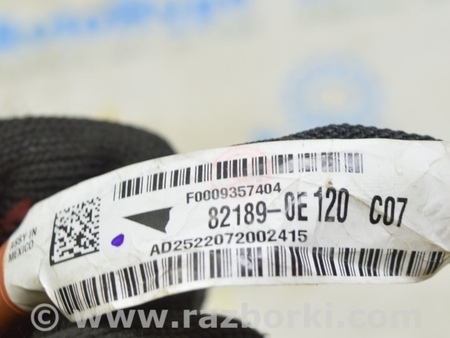 F0009357404
82189-0E120 C07
AD2522072002415
ASSY IN
MEXICO
www.razborki.com